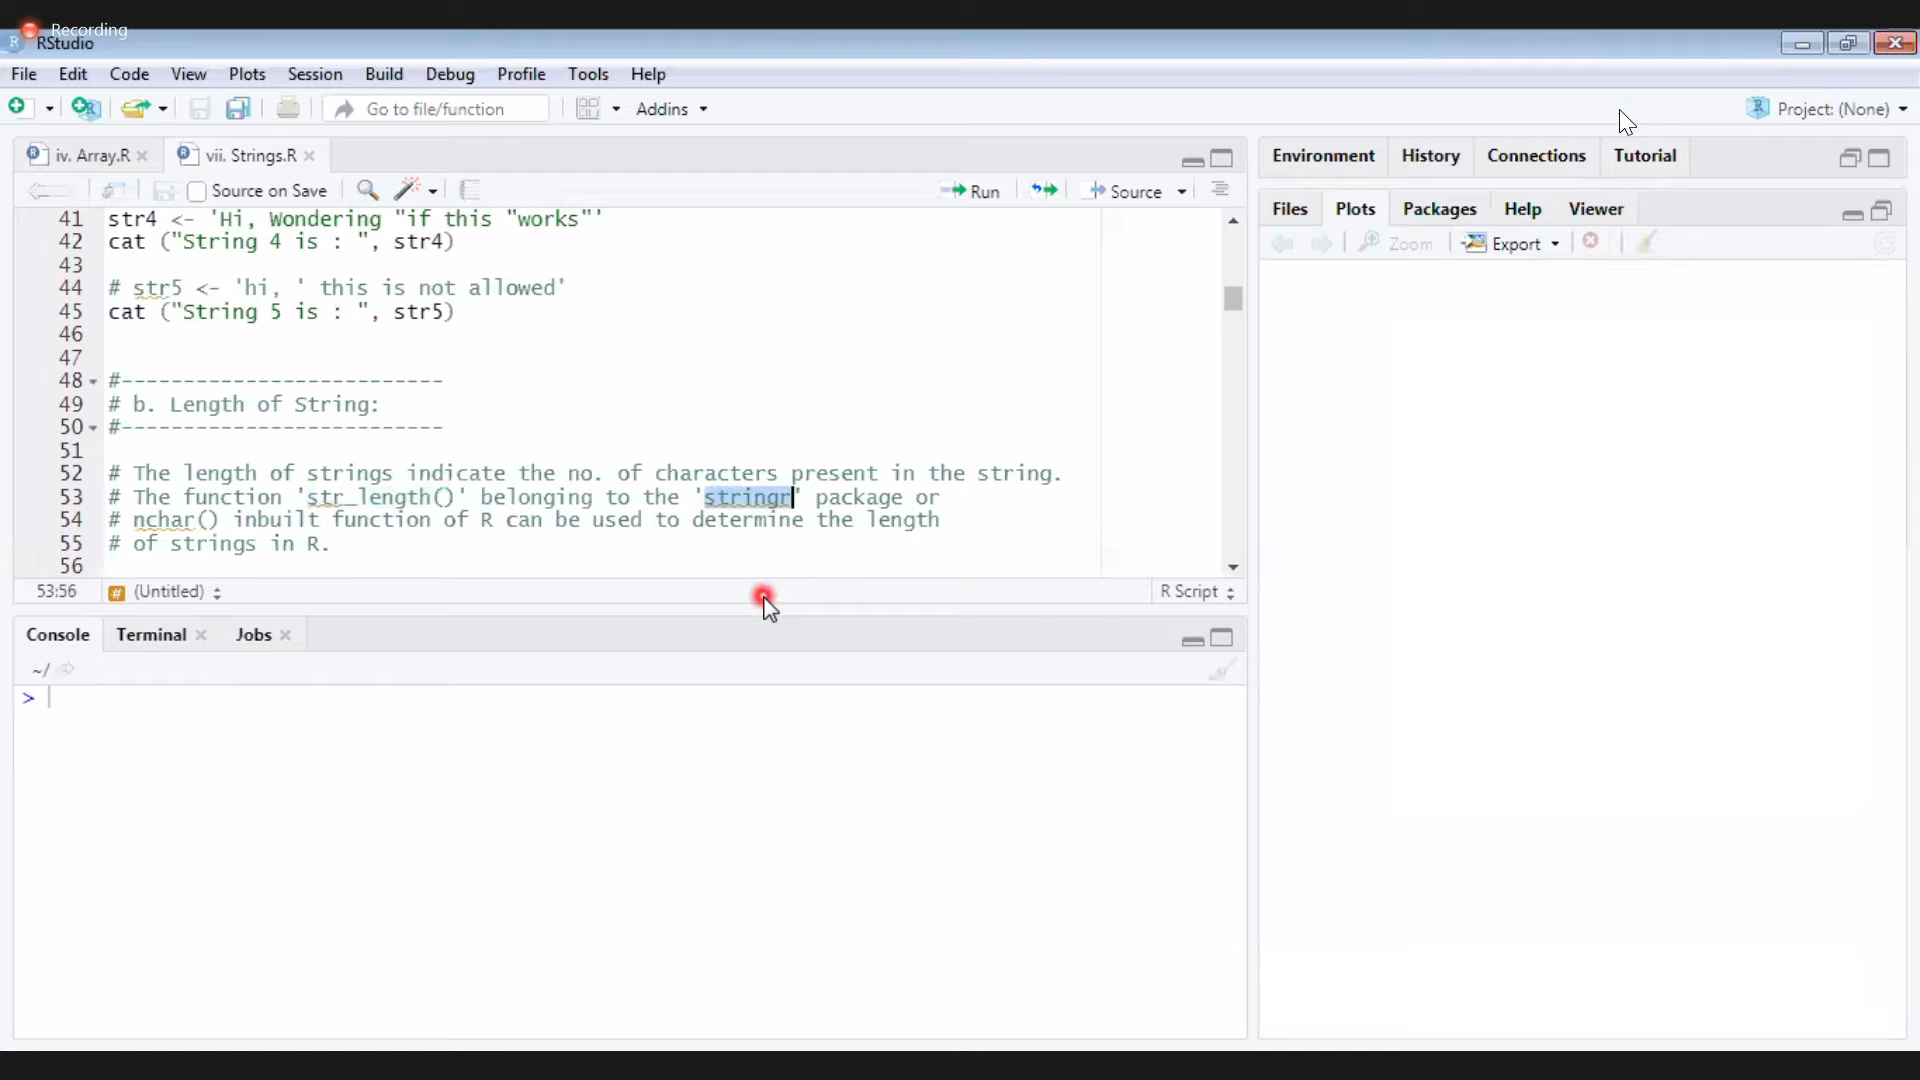 Recording
RStudio
File Edit Code View Plots Session Build Debug Profile Tools Help
Go to file/function Addins Project: (None)
iv. Array.R vii. Strings.R
Source on Save Run Source
41 str4 <- 'Hi, Wondering "if this "works"'
42 cat ("String 4 is : ", str4)
43
44 # str5 <- 'hi, ' this is not allowed'
45 cat ("String 5 is : ", str5)
46
47
48 #--------------------------
49 # b. Length of String:
50 #--------------------------
51
52 # The length of strings indicate the no. of characters present in the string.
53 # The function 'str_length()' belonging to the 'stringr' package or
54 # nchar() inbuilt function of R can be used to determine the length
55 # of strings in R.
56
53:56 # (Untitled) R Script
Console Terminal Jobs
~/
>
Environment History Connections Tutorial
Files Plots Packages Help Viewer
Zoom Export